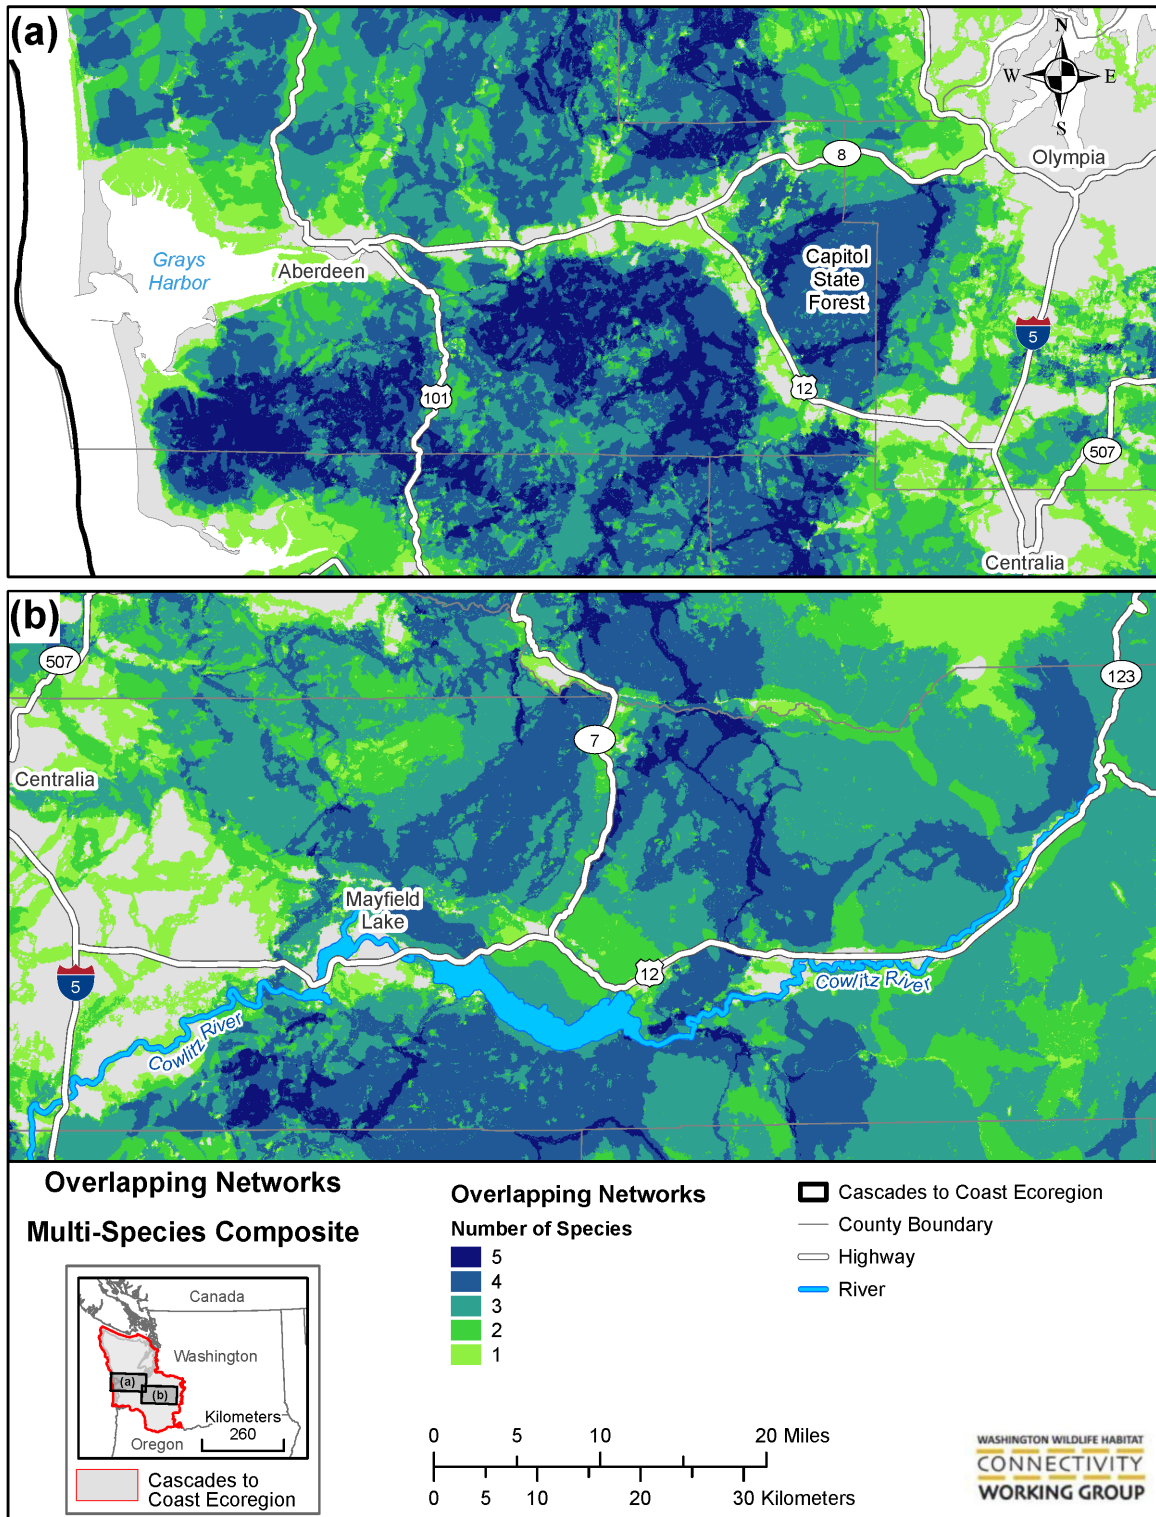 (a)
N
W
E
S
8
Olympia
Grays
Harbor
Aberdeen
Capitol
State
Forest
5
101
12
507
Centralia
(b)
507
123
7
Centralia
Mayfield
Lake
5
12
Cowlitz River
Cowlitz River
Overlapping Networks
Multi-Species Composite
Canada
Washington
(a)
(b)
Kilometers
260
Oregon
Cascades to
Coast Ecoregion
Overlapping Networks
Number of Species
5
4
3
2
1
Cascades to Coast Ecoregion
County Boundary
Highway
River
0 5 10 20 Miles
0 5 10 20 30 Kilometers
WASHINGTON WILDLIFE HABITAT
CONNECTIVITY
WORKING GROUP